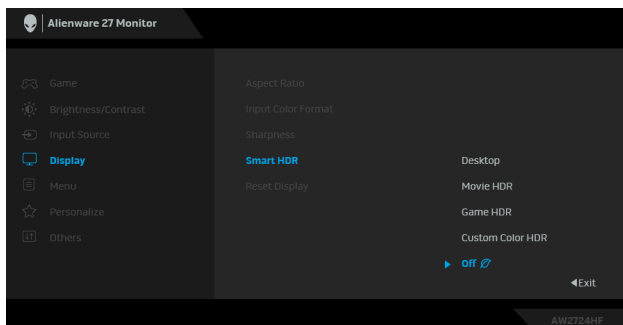 Alienware 27 Monitor
Game
Aspect Ratio
Brightness/Contrast
Input Color Format
Input Source
Sharpness
Display
Smart HDR
Desktop
Menu
Reset Display
Movie HDR
Personalize
Game HDR
Others
Custom Color HDR
Off
Exit
AW2724HF